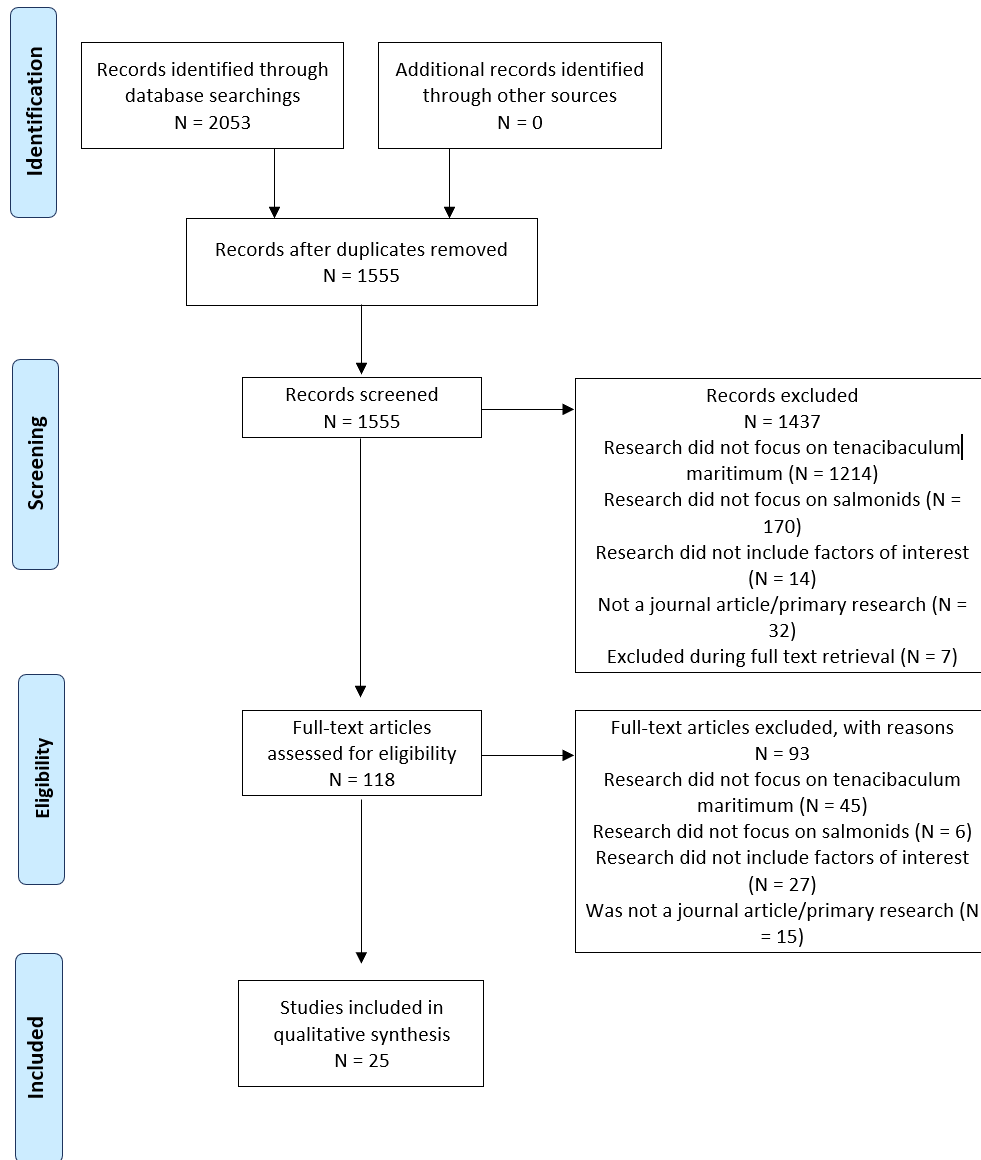 Identification
Records identified through
database searchings
N = 2053
Additional records identified
through other sources
N = 0
Records after duplicates removed
N = 1555
Screening
Records screened
N = 1555
Records excluded
N = 1437
Research did not focus on tenacibaculum
maritimum (N = 1214)
Research did not focus on salmonids (N =
170)
Research did not include factors of interest
(N = 14)
Not a journal article/primary research (N =
32)
Excluded during full text retrieval (N = 7)
Eligibility
Full-text articles
assessed for eligibility
N = 118
Full-text articles excluded, with reasons
N = 93
Research did not focus on tenacibaculum
maritimum (N = 45)
Research did not focus on salmonids (N = 6)
Research did not include factors of interest
(N = 27)
Was not a journal article/primary research (N
= 15)
Included
Studies included in
qualitative synthesis
N = 25